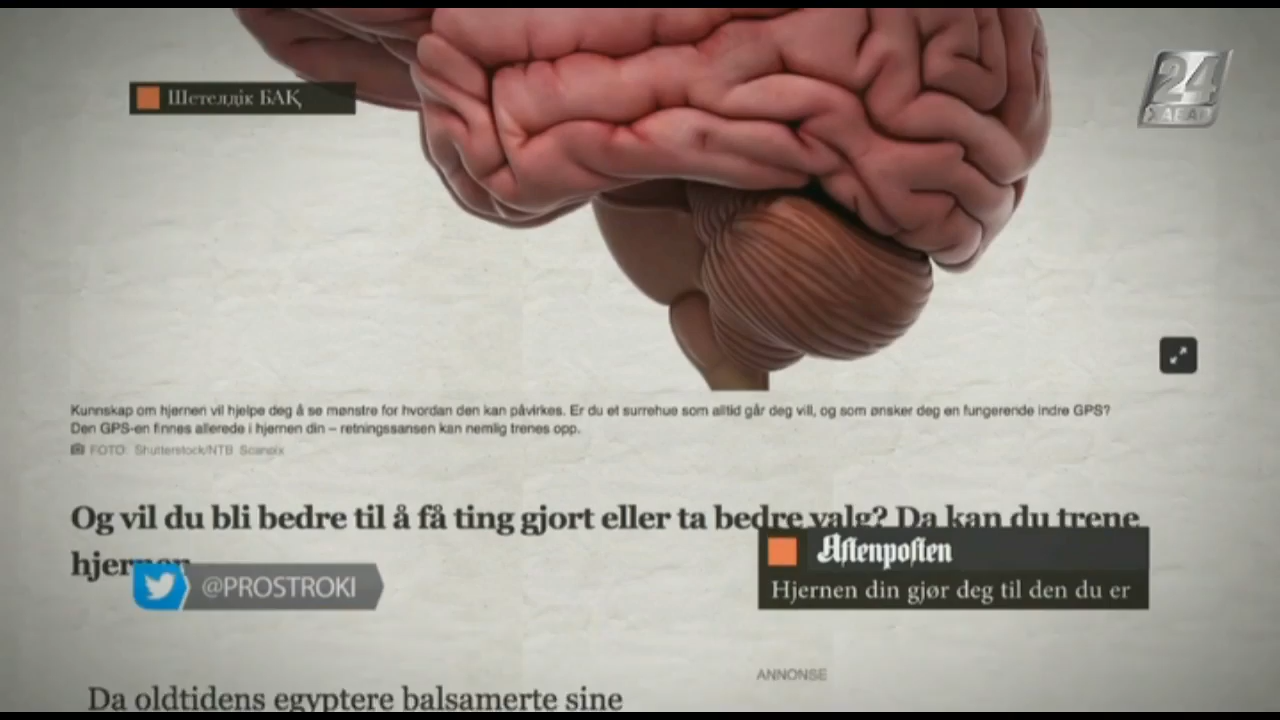 Шетелдік БАҚ
24
ХАБАР
Kunnskap om hjernen vil hjelpe deg å se mønstre for hvordan den kan påvirkes. Er du et surrehue som alltid går deg vill, og som ønsker deg en fungerende indre GPS?
Den GPS-en finnes allerede i hjernen din – retningssansen kan nemlig trenes opp.
FOTO: Shutterstock/NTB Scanpix
Og vil du bli bedre til å få ting gjort eller ta bedre valg? Da kan du trene
hjernen
Aftenposten
@PROSTROKI
Hjernen din gjør deg til den du er
ANNONSE
Da oldtidens egyptere balsamerte sine